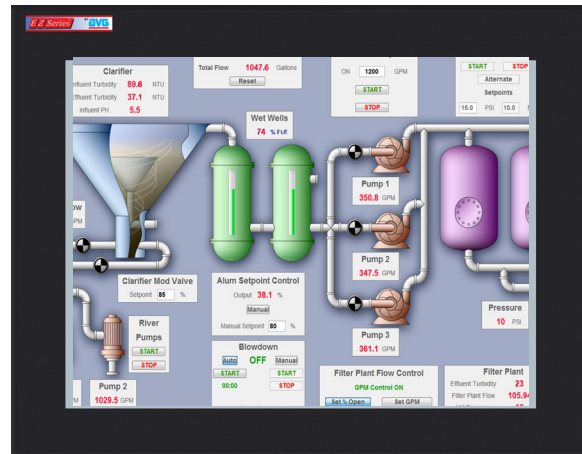 EZ Series BY AVG
Clarifier
nfluent Turbidity 89.6 NTU
Effluent Turbidity 37.1 NTU
Influent PH 5.5
Total Flow 1047.6 Gallons
Reset
ON 1200 GPM
START
STOP
START STOP
Alternate
Setpoints
15.0 PSI 10.0
Wet Wells
74 % Full
Pump 1
350.8 GPM
Pump 2
347.5 GPM
Pump 3
361.1 GPM
ow
GPM
Clarifier Mod Valve
Setpoint 85 %
Alum Setpoint Control
Output 38.1 %
Manual
Manual Setpoint 80 %
River
Pumps
START
STOP
Pump 2
1029.5 GPM
Blowdown
Auto OFF Manual
START START
00:00 STOP
Pressure
10 PSI
Filter Plant Flow Control
GPM Control ON
Set % Open Set GPM
Filter Plant
Effluent Turbidity 23
Filter Plant Flow 105.94